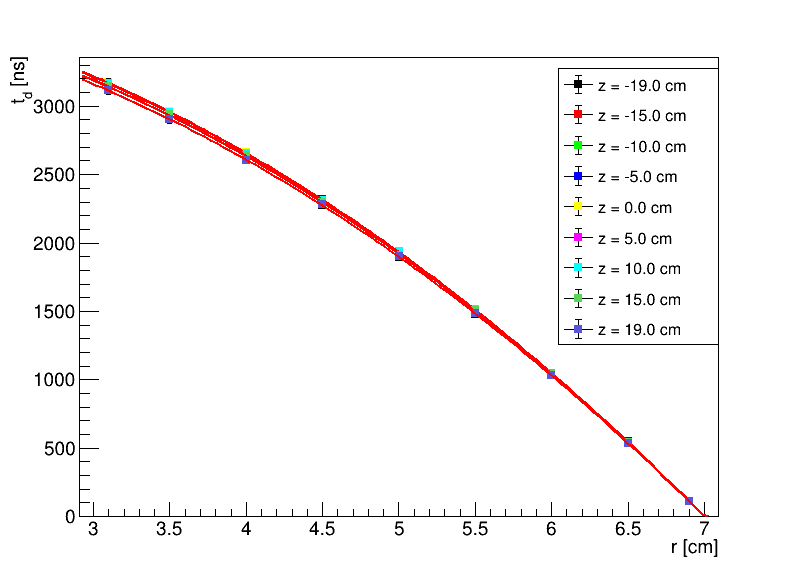 t_d [ns]
3000
2500
2000
1500
1000
500
0
z = -19.0 cm
z = -15.0 cm
z = -10.0 cm
z = -5.0 cm
z = 0.0 cm
z = 5.0 cm
z = 10.0 cm
z = 15.0 cm
z = 19.0 cm
3 3.5 4 4.5 5 5.5 6 6.5 7
r [cm]